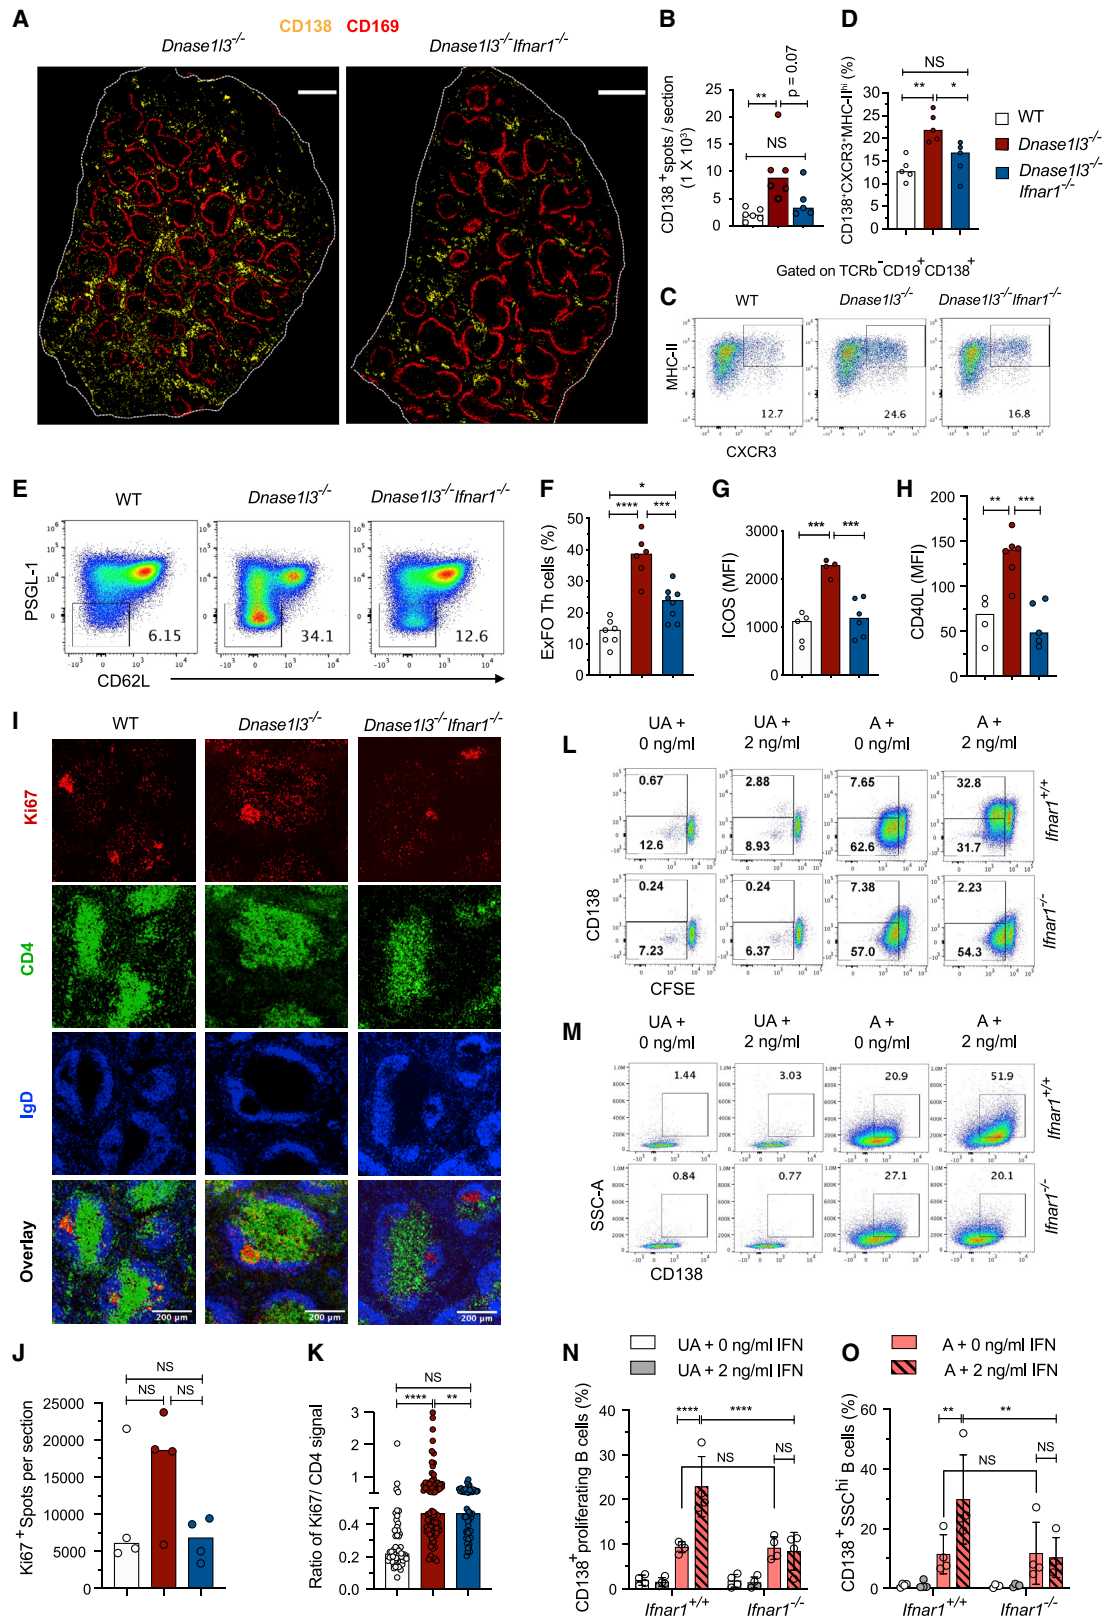 A
CD138 CD169
Dnase1l3-/-
Dnase1l3-/-Ifnar1-/-
B
CD138+spots / section
(1 X 10³)
25
20
15
10
5
0
**
p = 0.07
NS
D
CD138+CXCR3+MHC-IIhi (%)
30
25
20
15
10
5
0
NS
**
*
WT
Dnase1l3-/-
Dnase1l3-/-
Ifnar1-/-
Gated on TCRb-CD19+CD138+
C
WT
Dnase1l3-/-
Dnase1l3-/-Ifnar1-/-
MHC-II
12.7
24.6
16.8
CXCR3
E
WT
Dnase1l3-/-
Dnase1l3-/-Ifnar1-/-
PSGL-1
6.15
34.1
12.6
CD62L
F
ExFO Th cells (%)
50
40
30
20
10
0
*
****
***
G
ICOS (MFI)
3000
2000
1000
0
***
***
H
CD40L (MFI)
200
150
100
50
0
**
***
I
WT
Dnase1l3-/-
Dnase1l3-/-Ifnar1-/-
Ki67
CD4
IgD
Overlay
200 µm
200 µm
200 µm
J
Ki67+Spots per section
25000
20000
15000
10000
5000
0
NS
NS
NS
K
Ratio of Ki67/ CD4 signal
3
2
1
0.4
0.2
0.0
NS
****
**
L
UA +
0 ng/ml
UA +
2 ng/ml
A +
0 ng/ml
A +
2 ng/ml
0.67
12.6
2.88
8.93
7.65
62.6
32.8
31.7
Ifnar1+/+
0.24
7.23
0.24
6.37
7.38
57.0
2.23
54.3
Ifnar1-/-
CD138
CFSE
M
UA +
0 ng/ml
UA +
2 ng/ml
A +
0 ng/ml
A +
2 ng/ml
1.44
3.03
20.9
51.9
Ifnar1+/+
0.84
0.77
27.1
20.1
Ifnar1-/-
SSC-A
CD138
UA + 0 ng/ml IFN
UA + 2 ng/ml IFN
A + 0 ng/ml IFN
A + 2 ng/ml IFN
N
CD138+proliferating B cells (%)
40
30
20
10
0
****
****
NS
NS
Ifnar1+/+
Ifnar1-/-
O
CD138+ SSChi B cells (%)
60
40
20
0
**
**
NS
NS
Ifnar1+/+
Ifnar1-/-